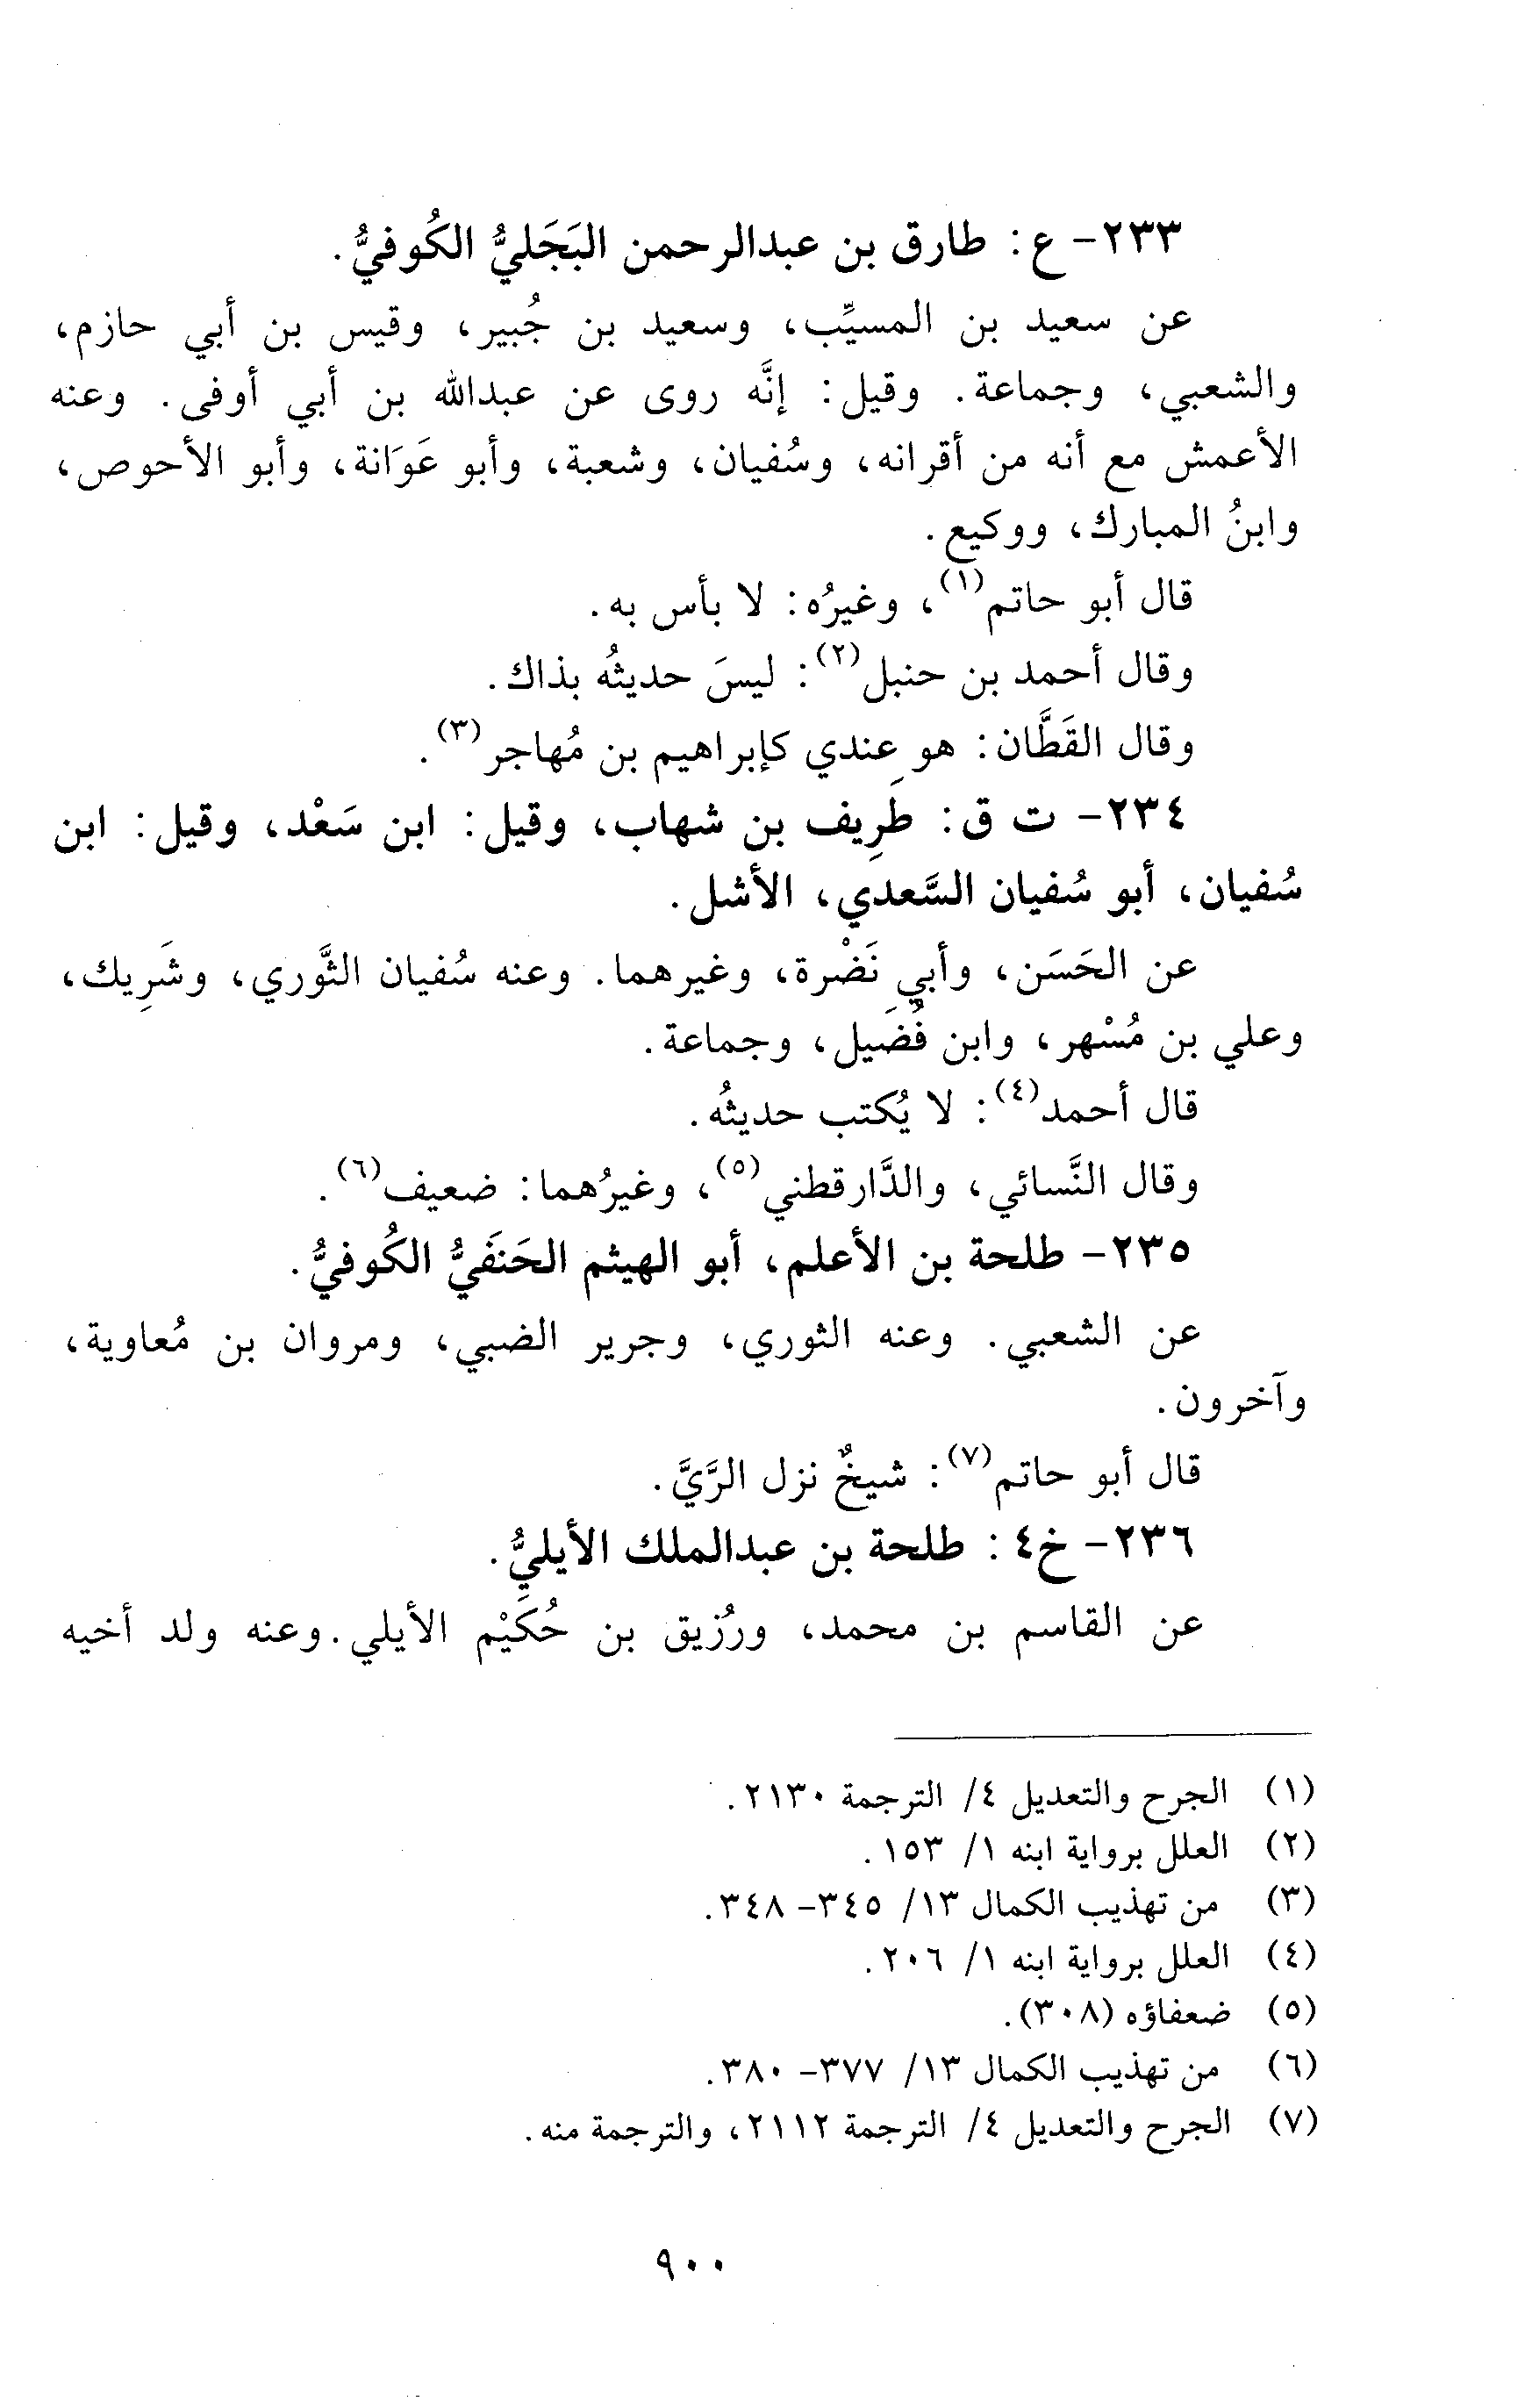 ٢٣٣- ع: طارق بن عبدالرحمن البَجَليُّ الكُوفيُّ.
عن سعيد بن المسيِّب، وسعيد بن جُبير، وقيس بن أبي حازم،
والشعبي، وجماعة. وقيل: إنَّه روى عن عبدالله بن أبي أوفى. وعنه
الأعمش مع أنه من أقرانه، وسُفيان، وشعبة، وأبو عَوَانة، وأبو الأحوص،
وابنُ المبارك، ووكيع.
قال أبو حاتم(١)، وغيرُه: لا بأس به.
وقال أحمد بن حنبل(٢): ليسَ حديثُه بذاك.
وقال القَطَّان: هو عِندي كإبراهيم بن مُهاجر(٣).
٢٣٤- ت ق: طَرِيف بن شهاب، وقيل: ابن سَعْد، وقيل: ابن
سُفيان، أبو سُفيان السَّعدي، الأشل.
عن الحَسَن، وأبي نَضْرة، وغيرهما. وعنه سُفيان الثَّوري، وشَرِيك،
وعلي بن مُسْهر، وابن فُضَيل، وجماعة.
قال أحمد(٤): لا يُكتب حديثُه.
وقال النَّسائي، والدَّارقطني(٥)، وغيرُهما: ضعيف(٦).
٢٣٥- طلحة بن الأعلم، أبو الهيثم الحَنفَيُّ الكُوفيُّ.
عن الشعبي. وعنه الثوري، وجرير الضبي، ومروان بن مُعاوية،
وآخرون.
قال أبو حاتم(٧): شيخٌ نزل الرَّيَّ.
٢٣٦- خ٤: طلحة بن عبدالملك الأيليُّ.
عن القاسم بن محمد، ورُزيق بن حُكَيْم الأيلي. وعنه ولد أخيه
(١) الجرح والتعديل ٤/ الترجمة ٢١٣٠.
(٢) العلل برواية ابنه ١/ ١٥٣.
(٣) من تهذيب الكمال ١٣/ ٣٤٥- ٣٤٨.
(٤) العلل برواية ابنه ١/ ٢٠٦.
(٥) ضعفاؤه (٣٠٨).
(٦) من تهذيب الكمال ١٣/ ٣٧٧- ٣٨٠.
(٧) الجرح والتعديل ٤/ الترجمة ٢١١٢، والترجمة منه.
٩٠٠